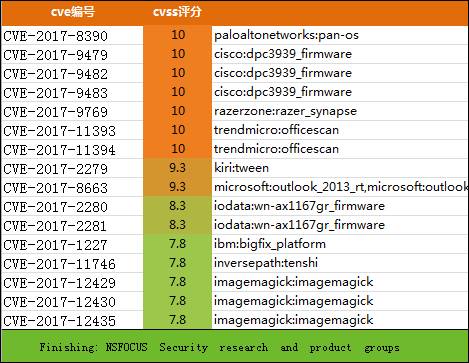 cve编号 cvss评分
CVE-2017-8390 10 paloaltonetworks:pan-os
CVE-2017-9479 10 cisco:dpc3939_firmware
CVE-2017-9482 10 cisco:dpc3939_firmware
CVE-2017-9483 10 cisco:dpc3939_firmware
CVE-2017-9769 10 razerzone:razer_synapse
CVE-2017-11393 10 trendmicro:officescan
CVE-2017-11394 10 trendmicro:officescan
CVE-2017-2279 9.3 kiri:tween
CVE-2017-8663 9.3 microsoft:outlook_2013_rt,microsoft:outlook
CVE-2017-2280 8.3 iodata:wn-ax1167gr_firmware
CVE-2017-2281 8.3 iodata:wn-ax1167gr_firmware
CVE-2017-1227 7.8 ibm:bigfix_platform
CVE-2017-11746 7.8 inversepath:tenshi
CVE-2017-12429 7.8 imagemagick:imagemagick
CVE-2017-12430 7.8 imagemagick:imagemagick
CVE-2017-12435 7.8 imagemagick:imagemagick
Finishing: NSFOCUS Security research and product groups